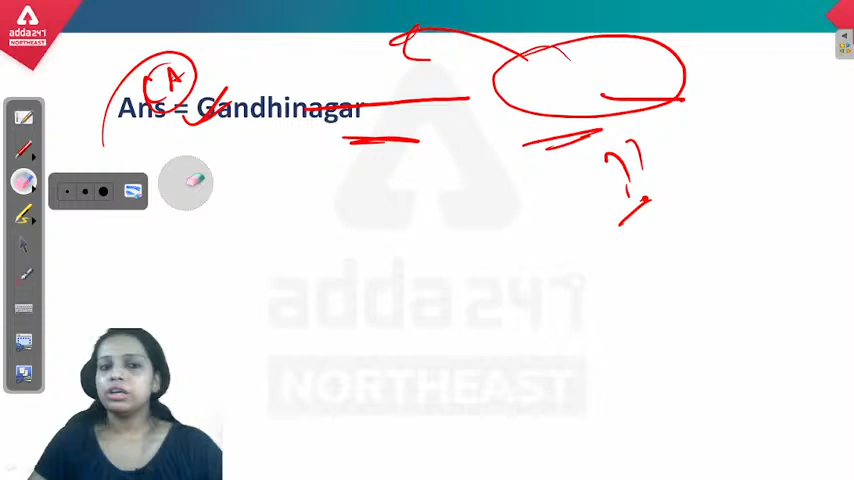 adda247
NORTHEAST
A
Ans = Gandhinagar
??
adda247
NORTHEAST